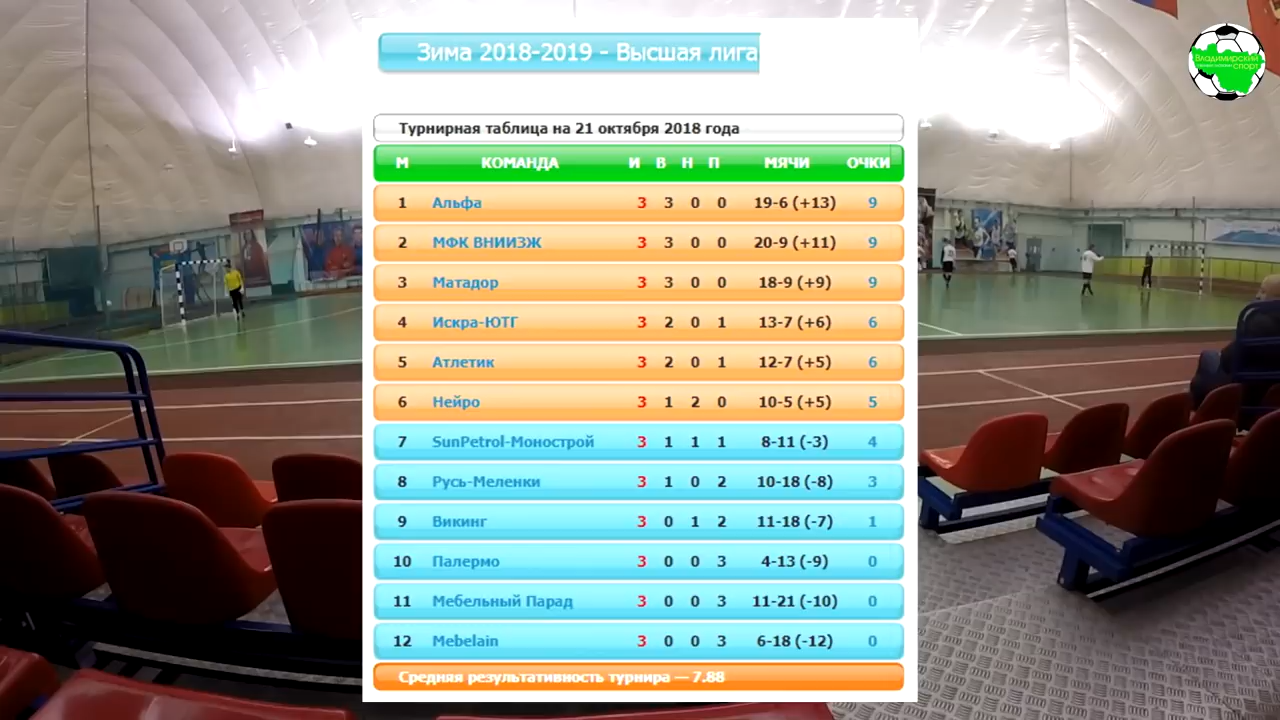 Зима 2018-2019 - Высшая лига
Владимирский
спорт
Турнирная таблица на 21 октября 2018 года
М КОМАНДА И В Н П МЯЧИ ОЧКИ
1 Альфа 3 3 0 0 19-6 (+13) 9
2 МФК ВНИИЗЖ 3 3 0 0 20-9 (+11) 9
3 Матадор 3 3 0 0 18-9 (+9) 9
4 Искра-ЮТГ 3 2 0 1 13-7 (+6) 6
5 Атлетик 3 2 0 1 12-7 (+5) 6
6 Нейро 3 1 2 0 10-5 (+5) 5
7 SunPetrol-Монострой 3 1 1 1 8-11 (-3) 4
8 Русь-Меленки 3 1 0 2 10-18 (-8) 3
9 Викинг 3 0 1 2 11-18 (-7) 1
10 Палермо 3 0 0 3 4-13 (-9) 0
11 Мебельный Парад 3 0 0 3 11-21 (-10) 0
12 Mebelain 3 0 0 3 6-18 (-12) 0
Средняя результативность турнира — 7.88